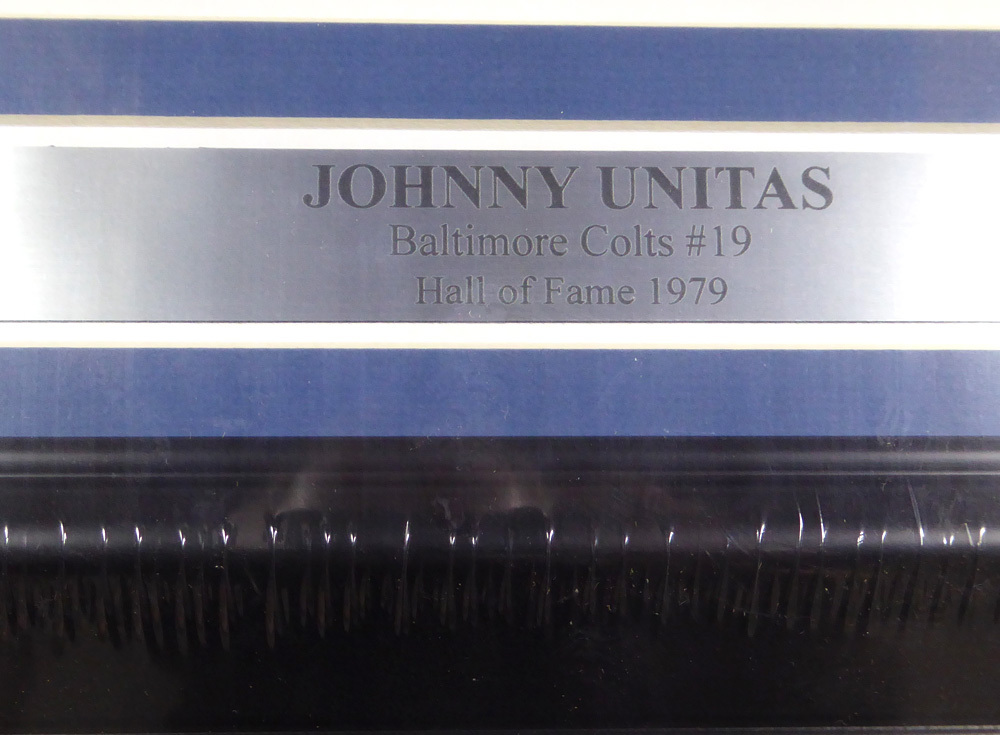 JOHNNY UNITAS
Baltimore Colts #19
Hall of Fame 1979